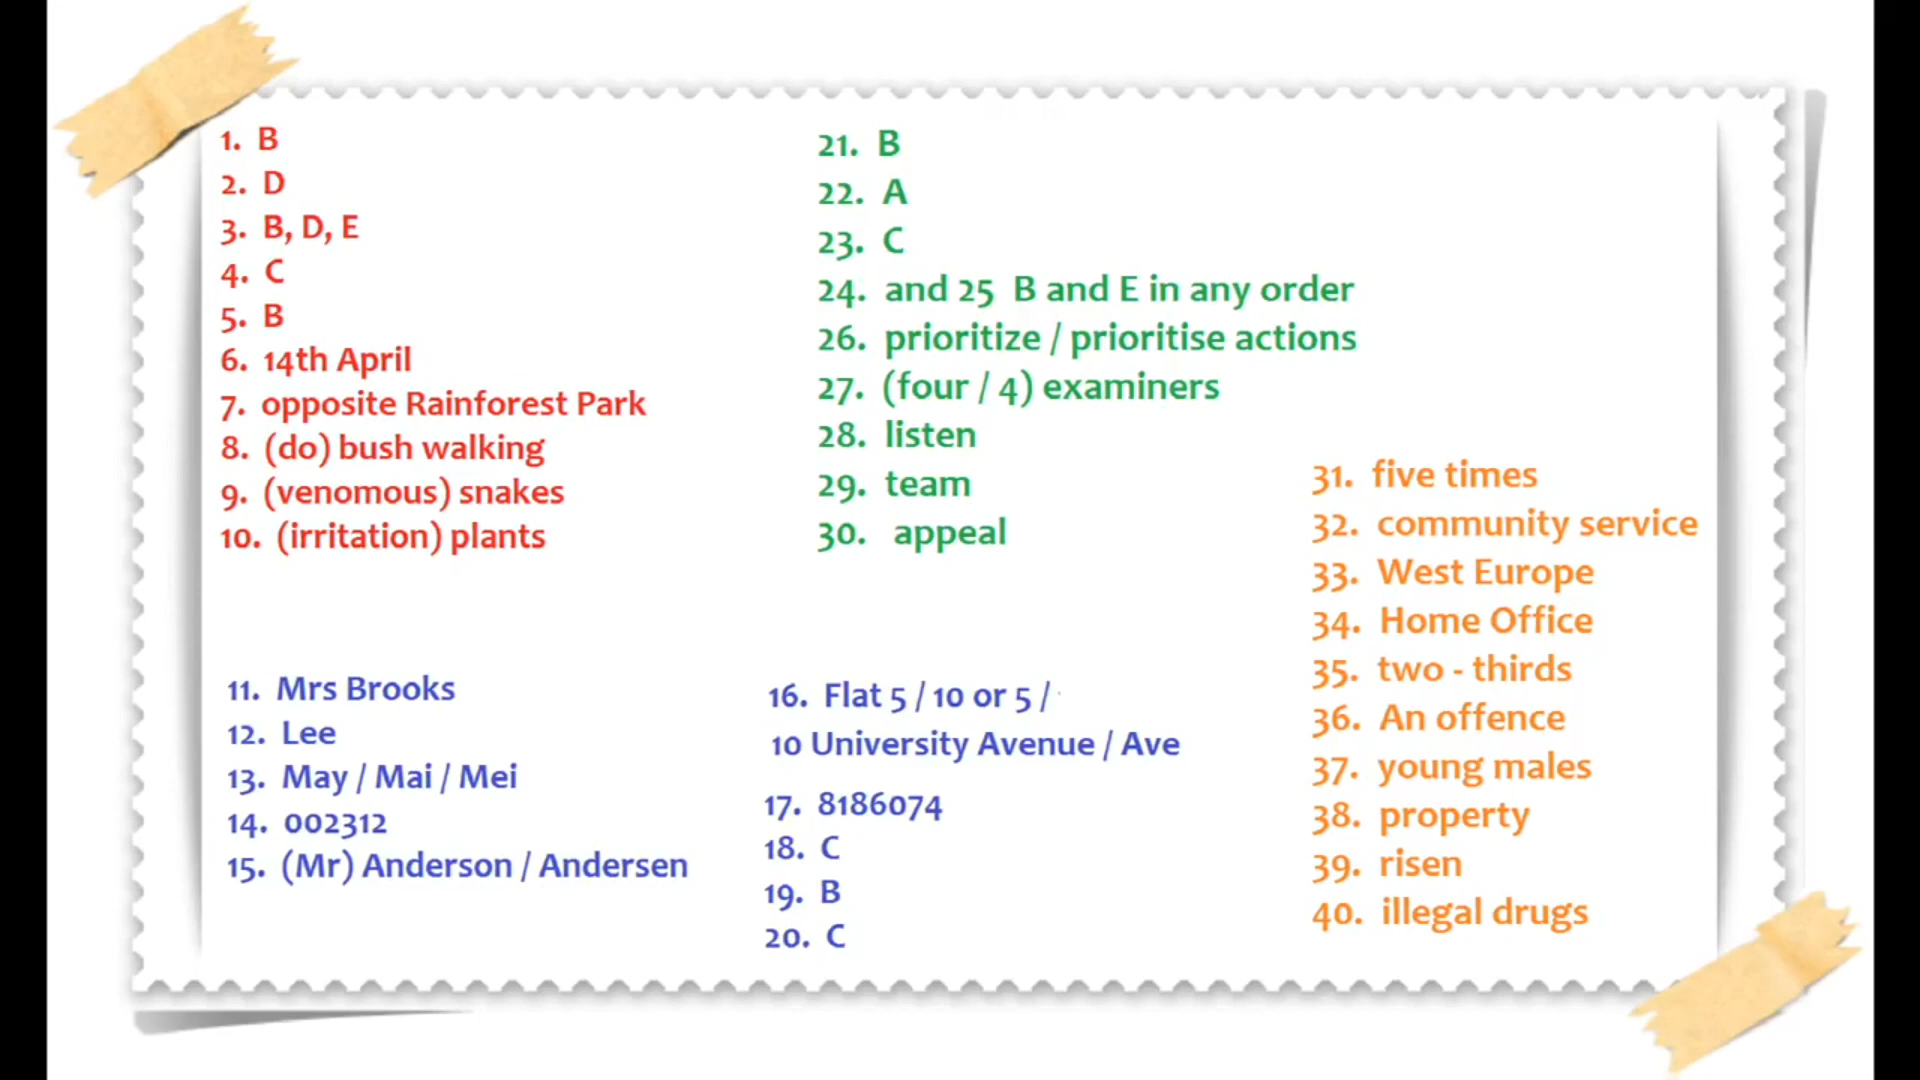 1. B
2. D
3. B, D, E
4. C
5. B
6. 14th April
7. opposite Rainforest Park
8. (do) bush walking
9. (venomous) snakes
10. (irritation) plants
11. Mrs Brooks
12. Lee
13. May / Mai / Mei
14. 002312
15. (Mr) Anderson / Andersen
16. Flat 5 / 10 or 5 /
10 University Avenue / Ave
17. 8186074
18. C
19. B
20. C
21. B
22. A
23. C
24. and 25 B and E in any order
26. prioritize / prioritise actions
27. (four / 4) examiners
28. listen
29. team
30. appeal
31. five times
32. community service
33. West Europe
34. Home Office
35. two - thirds
36. An offence
37. young males
38. property
39. risen
40. illegal drugs